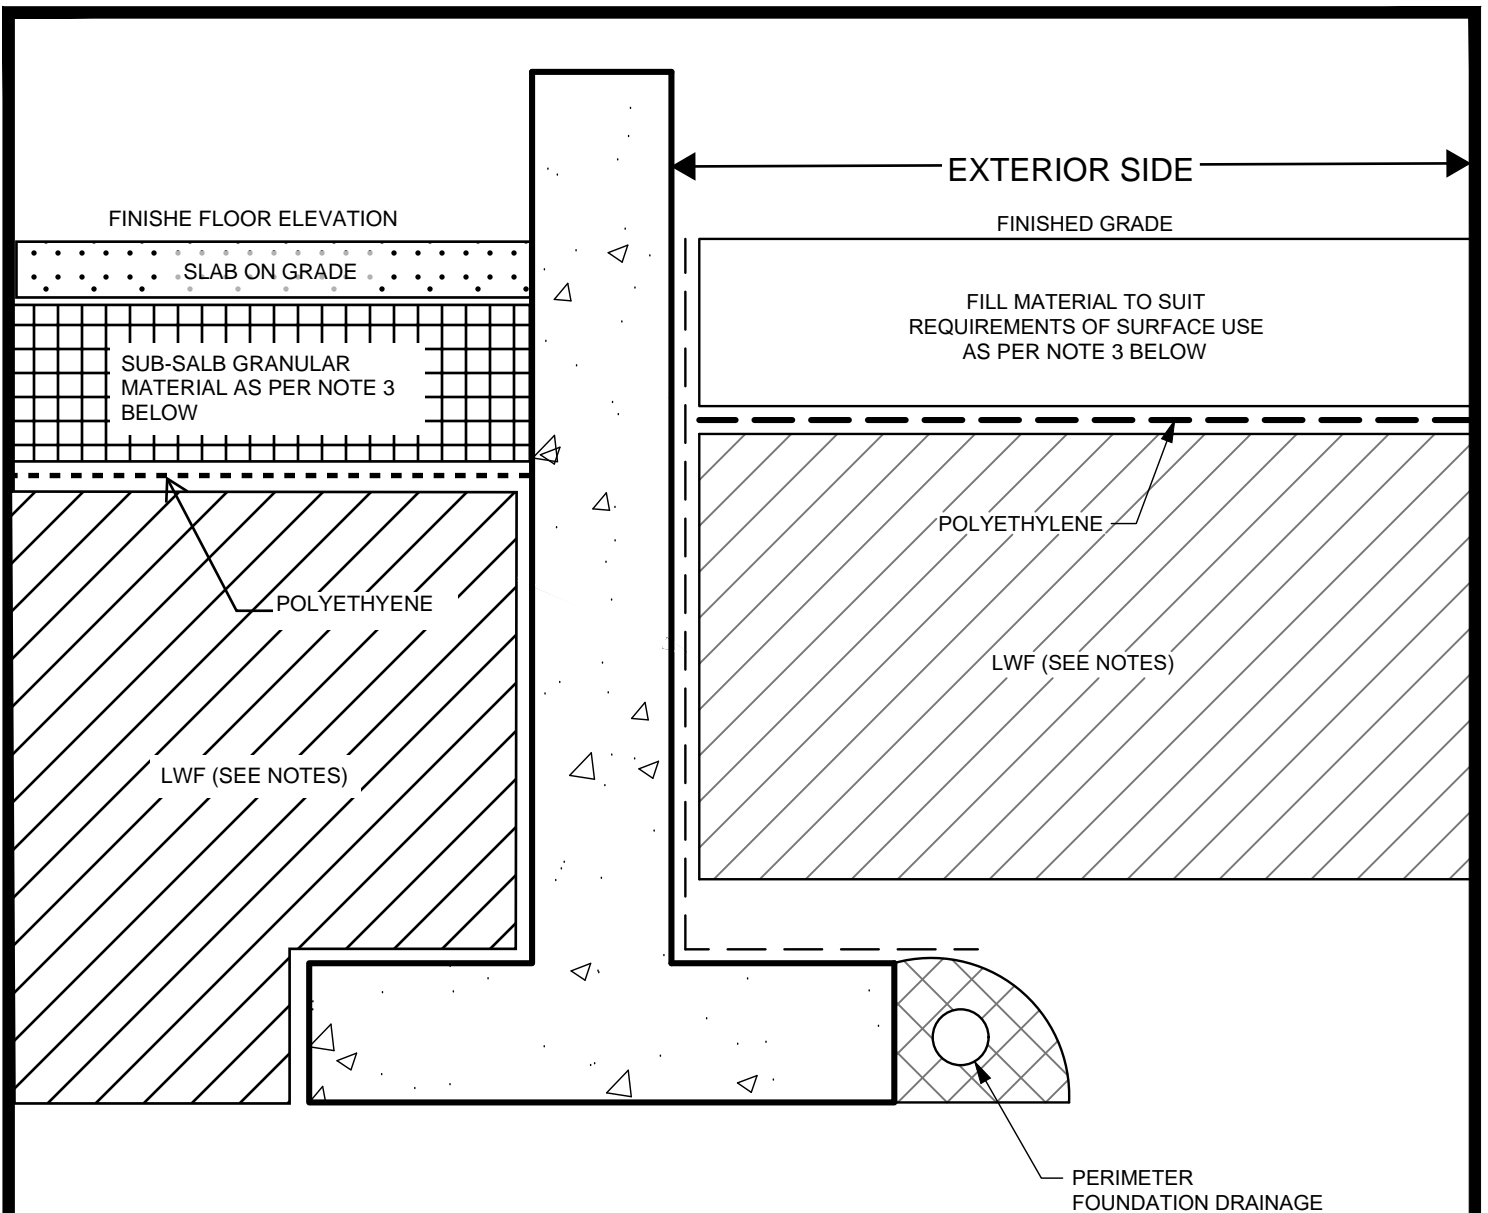 EXTERIOR SIDE
FINISHE FLOOR ELEVATION
FINISHED GRADE
SLAB ON GRADE
FILL MATERIAL TO SUIT
REQUIREMENTS OF SURFACE USE
AS PER NOTE 3 BELOW
SUB-SALB GRANULAR
MATERIAL AS PER NOTE 3
BELOW
POLYETHYLENE
POLYETHYENE
LWF (SEE NOTES)
LWF (SEE NOTES)
PERIMETER
FOUNDATION DRAINAGE